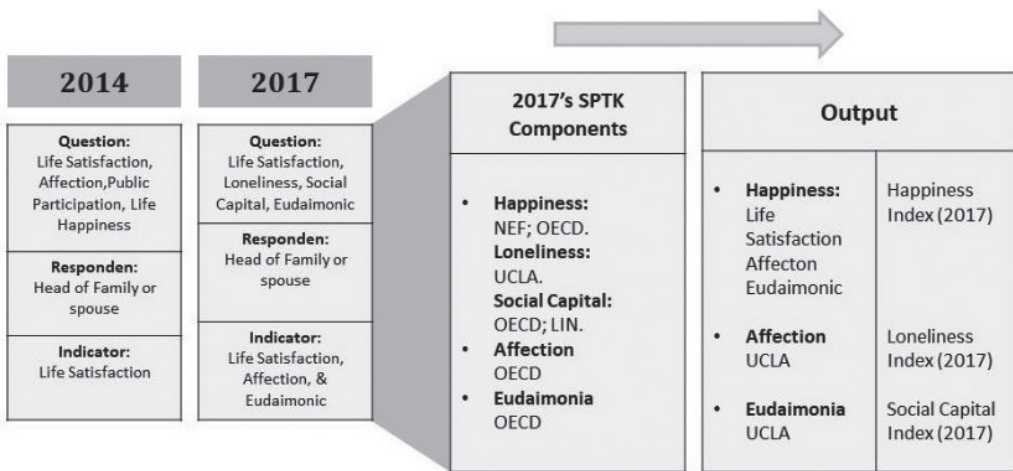 2014
Question:
Life Satisfaction,
Affection,Public
Participation, Life
Happiness
Responden:
Head of Family or
spouse
Indicator:
Life Satisfaction
2017
Question:
Life Satisfaction,
Loneliness, Social
Capital, Eudaimonic
Responden:
Head of Family or
spouse
Indicator:
Life Satisfaction,
Affection, &
Eudaimonic
2017's SPTK
Components
• Happiness:
NEF; OECD.
Loneliness:
UCLA.
Social Capital:
OECD; LIN.
• Affection
OECD
• Eudaimonia
OECD
Output
• Happiness:
Life
Satisfaction
Affecton
Eudaimonic
Happiness
Index (2017)
• Affection
UCLA
Loneliness
Index (2017)
• Eudaimonia
UCLA
Social Capital
Index (2017)